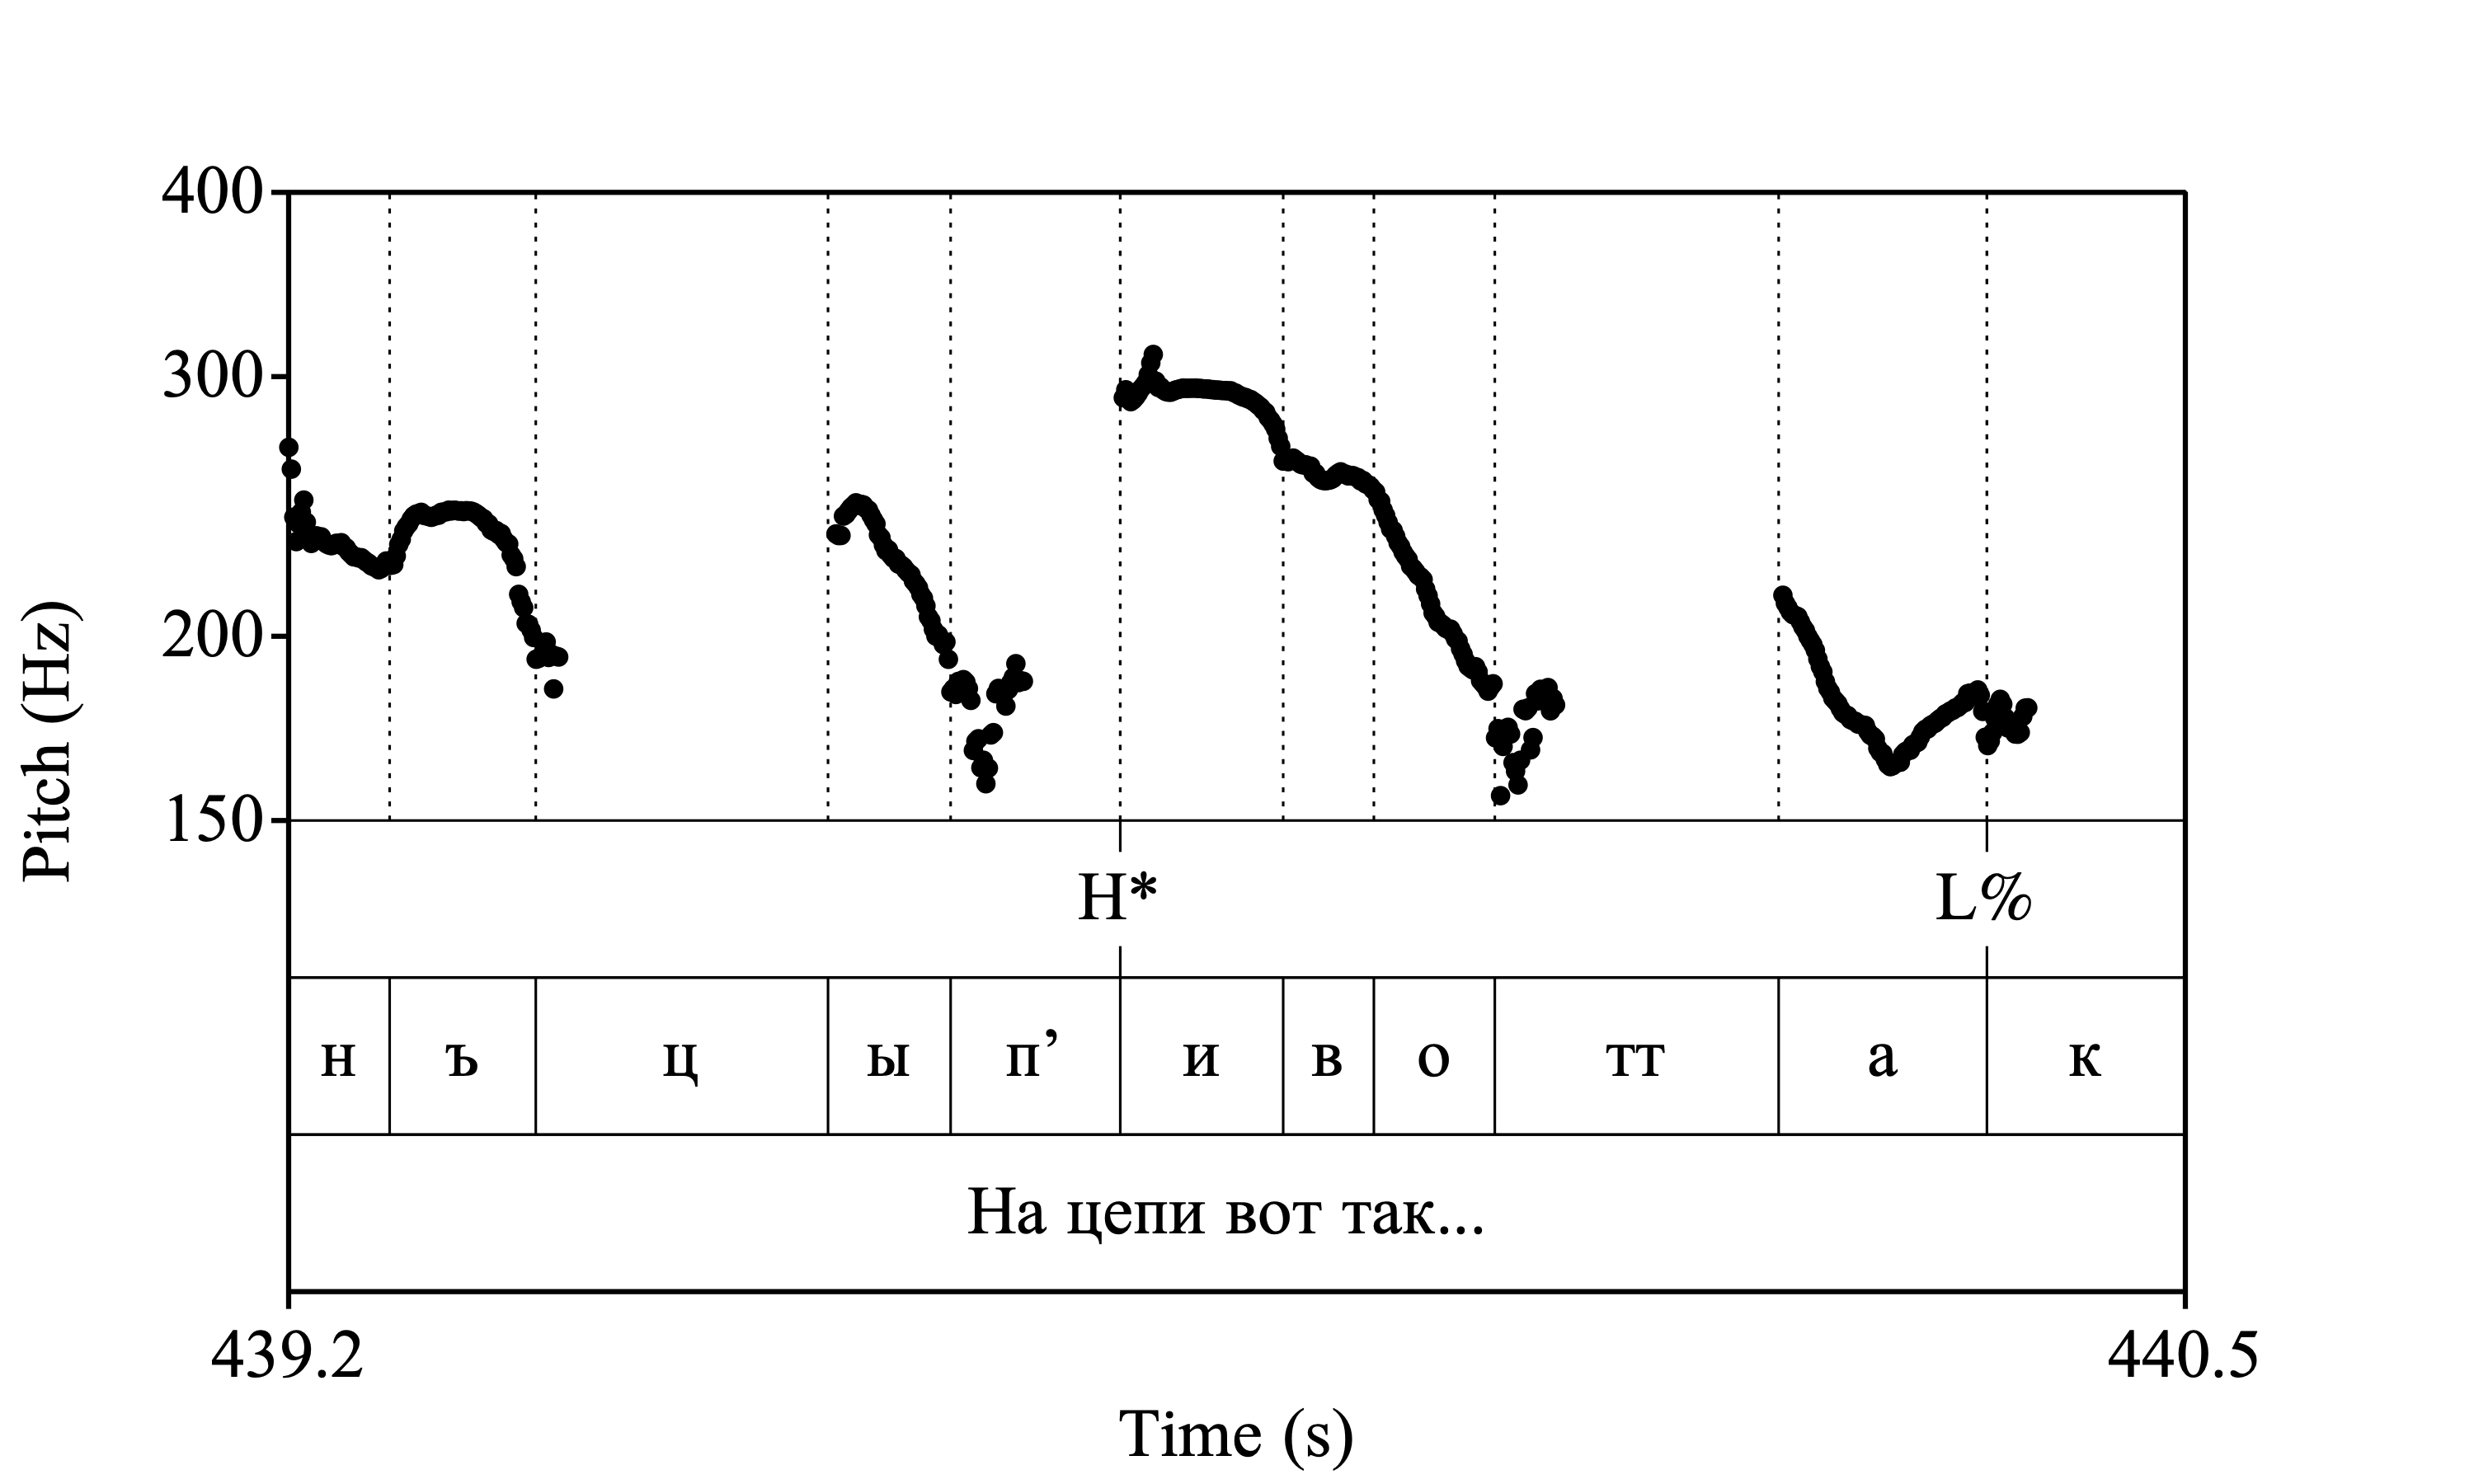 400
300
200
150
Pitch (Hz)
H* L%
н ъ ц ы п’ и в о тт а к
На цепи вот так...
439.2 440.5
Time (s)